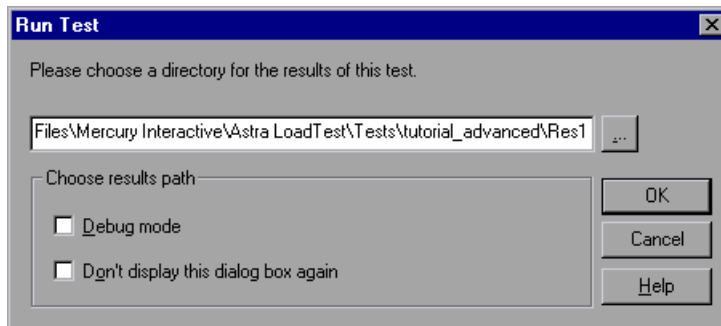 Run Test
Please choose a directory for the results of this test.
Files\Mercury Interactive\Astra LoadTest\Tests\tutorial_advanced\Res1
...
Choose results path
Debug mode
Don't display this dialog box again
OK
Cancel
Help